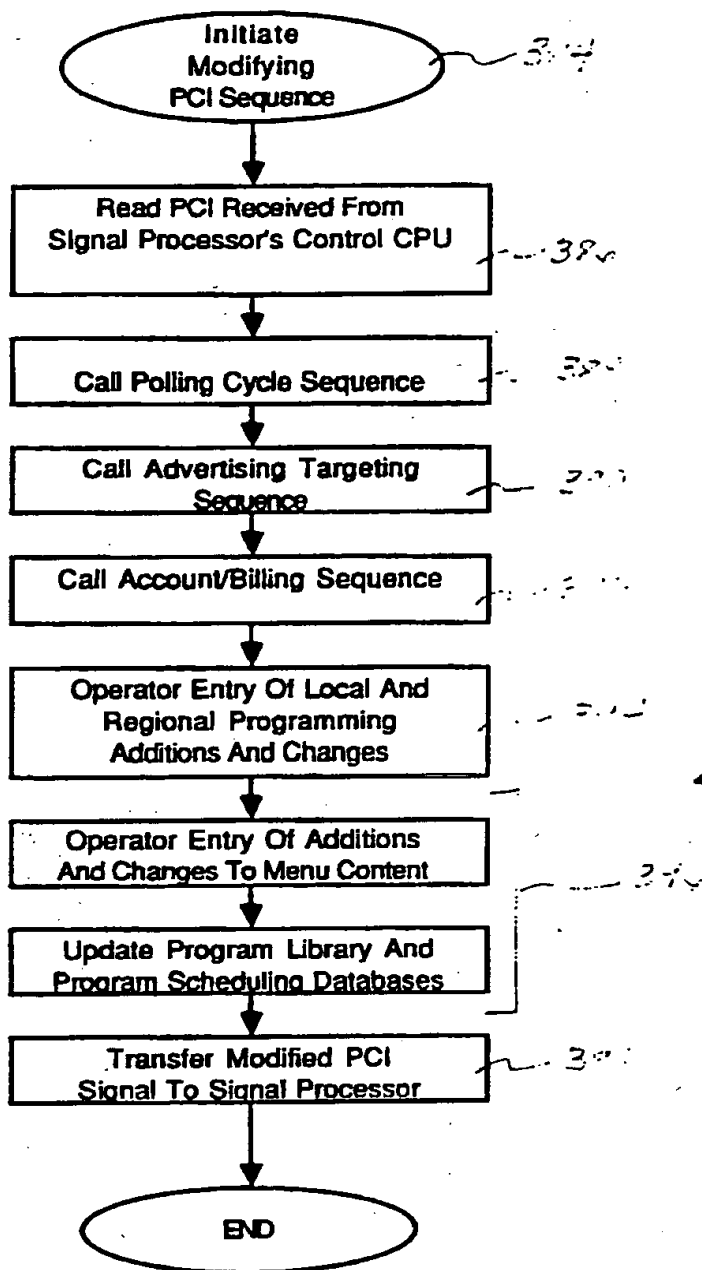 Initiate
Modifying
PCI Sequence
Read PCI Received From
Signal Processor's Control CPU
Call Polling Cycle Sequence
Call Advertising Targeting
Sequence
Call Account/Billing Sequence
Operator Entry Of Local And
Regional Programming
Additions And Changes
Operator Entry Of Additions
And Changes To Menu Content
Update Program Library And
Program Scheduling Databases
Transfer Modified PCI
Signal To Signal Processor
END